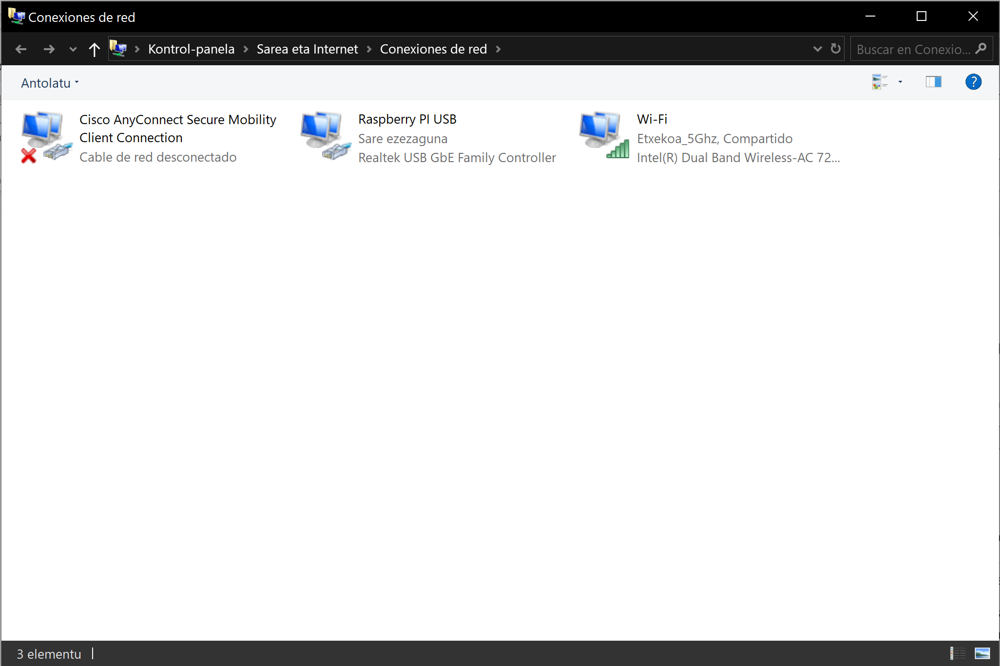 Conexiones de red
Kontrol-panela > Sarea eta Internet > Conexiones de red >
Buscar en Conexio...
Antolatu
?
Cisco AnyConnect Secure Mobility
Client Connection
Cable de red desconectado
Raspberry PI USB
Sare ezezaguna
Realtek USB GbE Family Controller
Wi-Fi
Etxekoa_5Ghz, Compartido
Intel(R) Dual Band Wireless-AC 72...
3 elementu